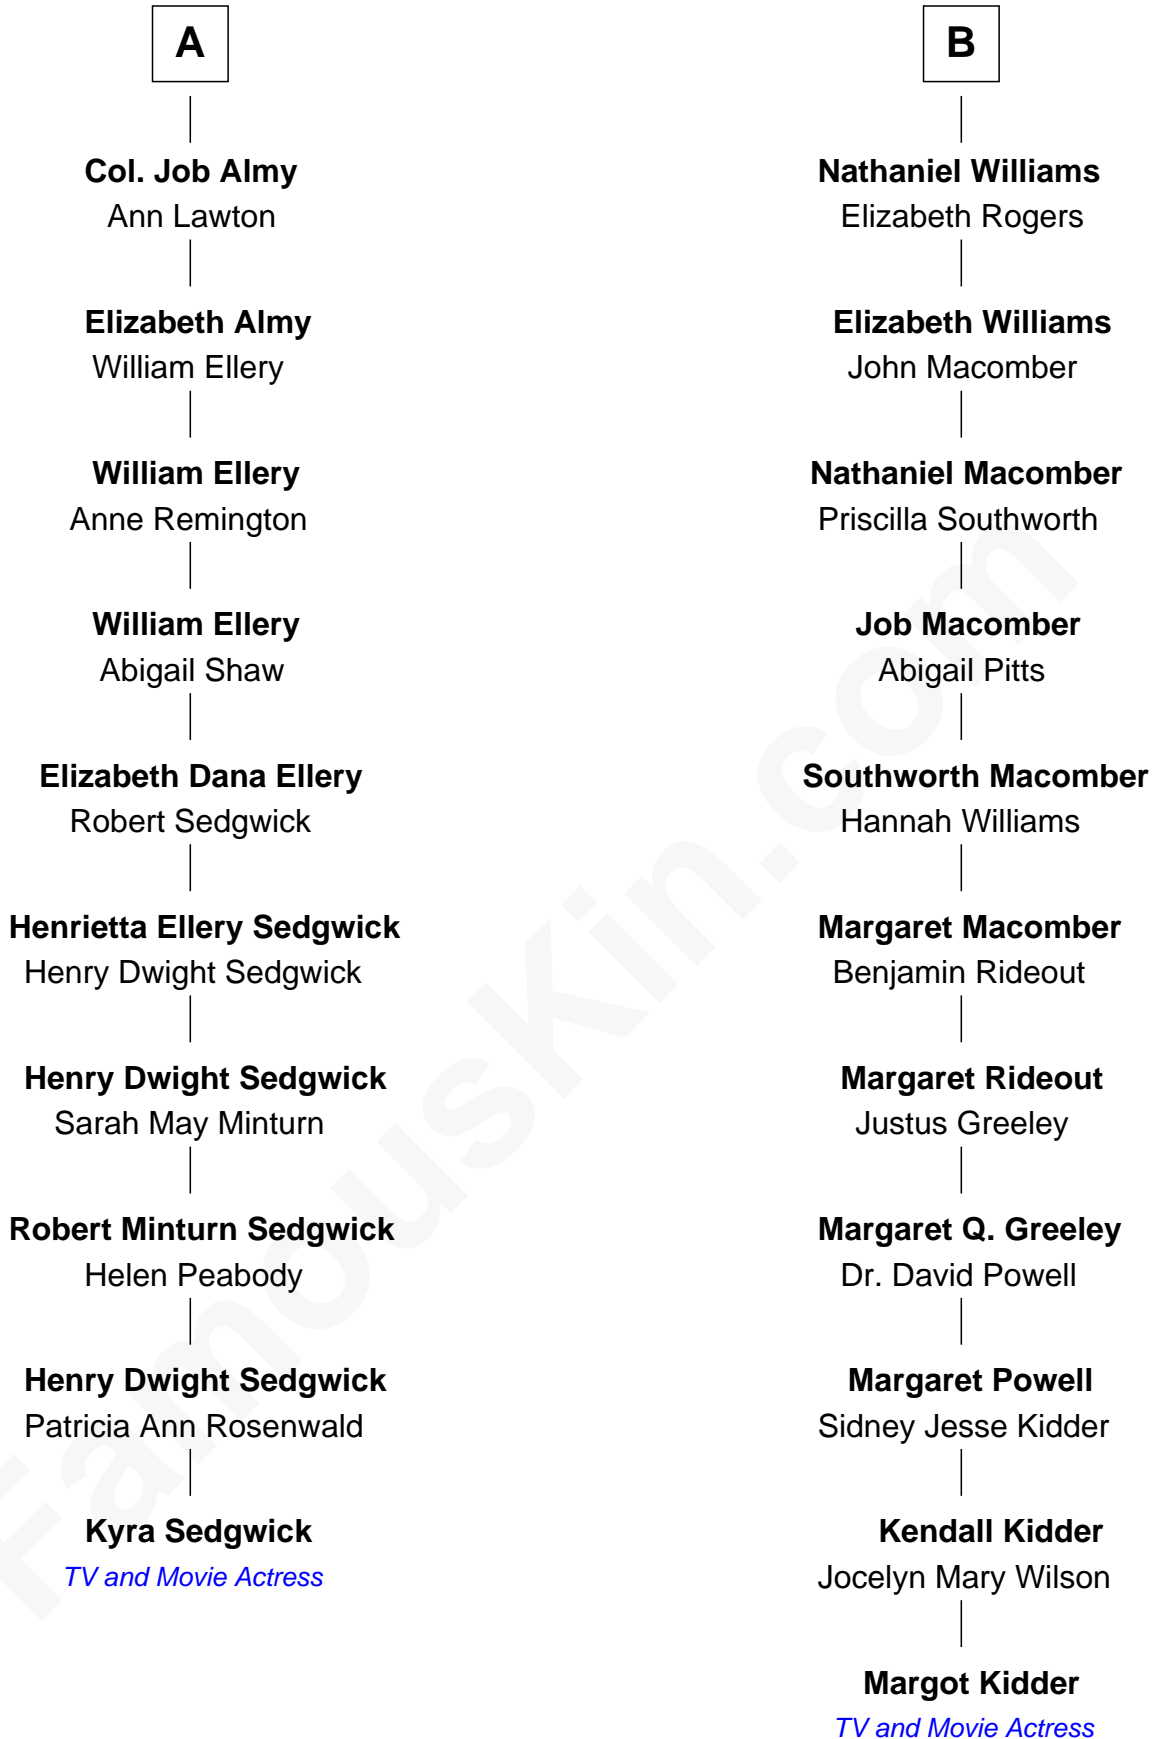 A
Col. Job Almy
Ann Lawton
Elizabeth Almy
William Ellery
William Ellery
Anne Remington
William Ellery
Abigail Shaw
Elizabeth Dana Ellery
Robert Sedgwick
Henrietta Ellery Sedgwick
Henry Dwight Sedgwick
Henry Dwight Sedgwick
Sarah May Minturn
Robert Minturn Sedgwick
Helen Peabody
Henry Dwight Sedgwick
Patricia Ann Rosenwald
Kyra Sedgwick
TV and Movie Actress
B
Nathaniel Williams
Elizabeth Rogers
Elizabeth Williams
John Macomber
Nathaniel Macomber
Priscilla Southworth
Job Macomber
Abigail Pitts
Southworth Macomber
Hannah Williams
Margaret Macomber
Benjamin Rideout
Margaret Rideout
Justus Greeley
Margaret Q. Greeley
Dr. David Powell
Margaret Powell
Sidney Jesse Kidder
Kendall Kidder
Jocelyn Mary Wilson
Margot Kidder
TV and Movie Actress
FamousKin.com